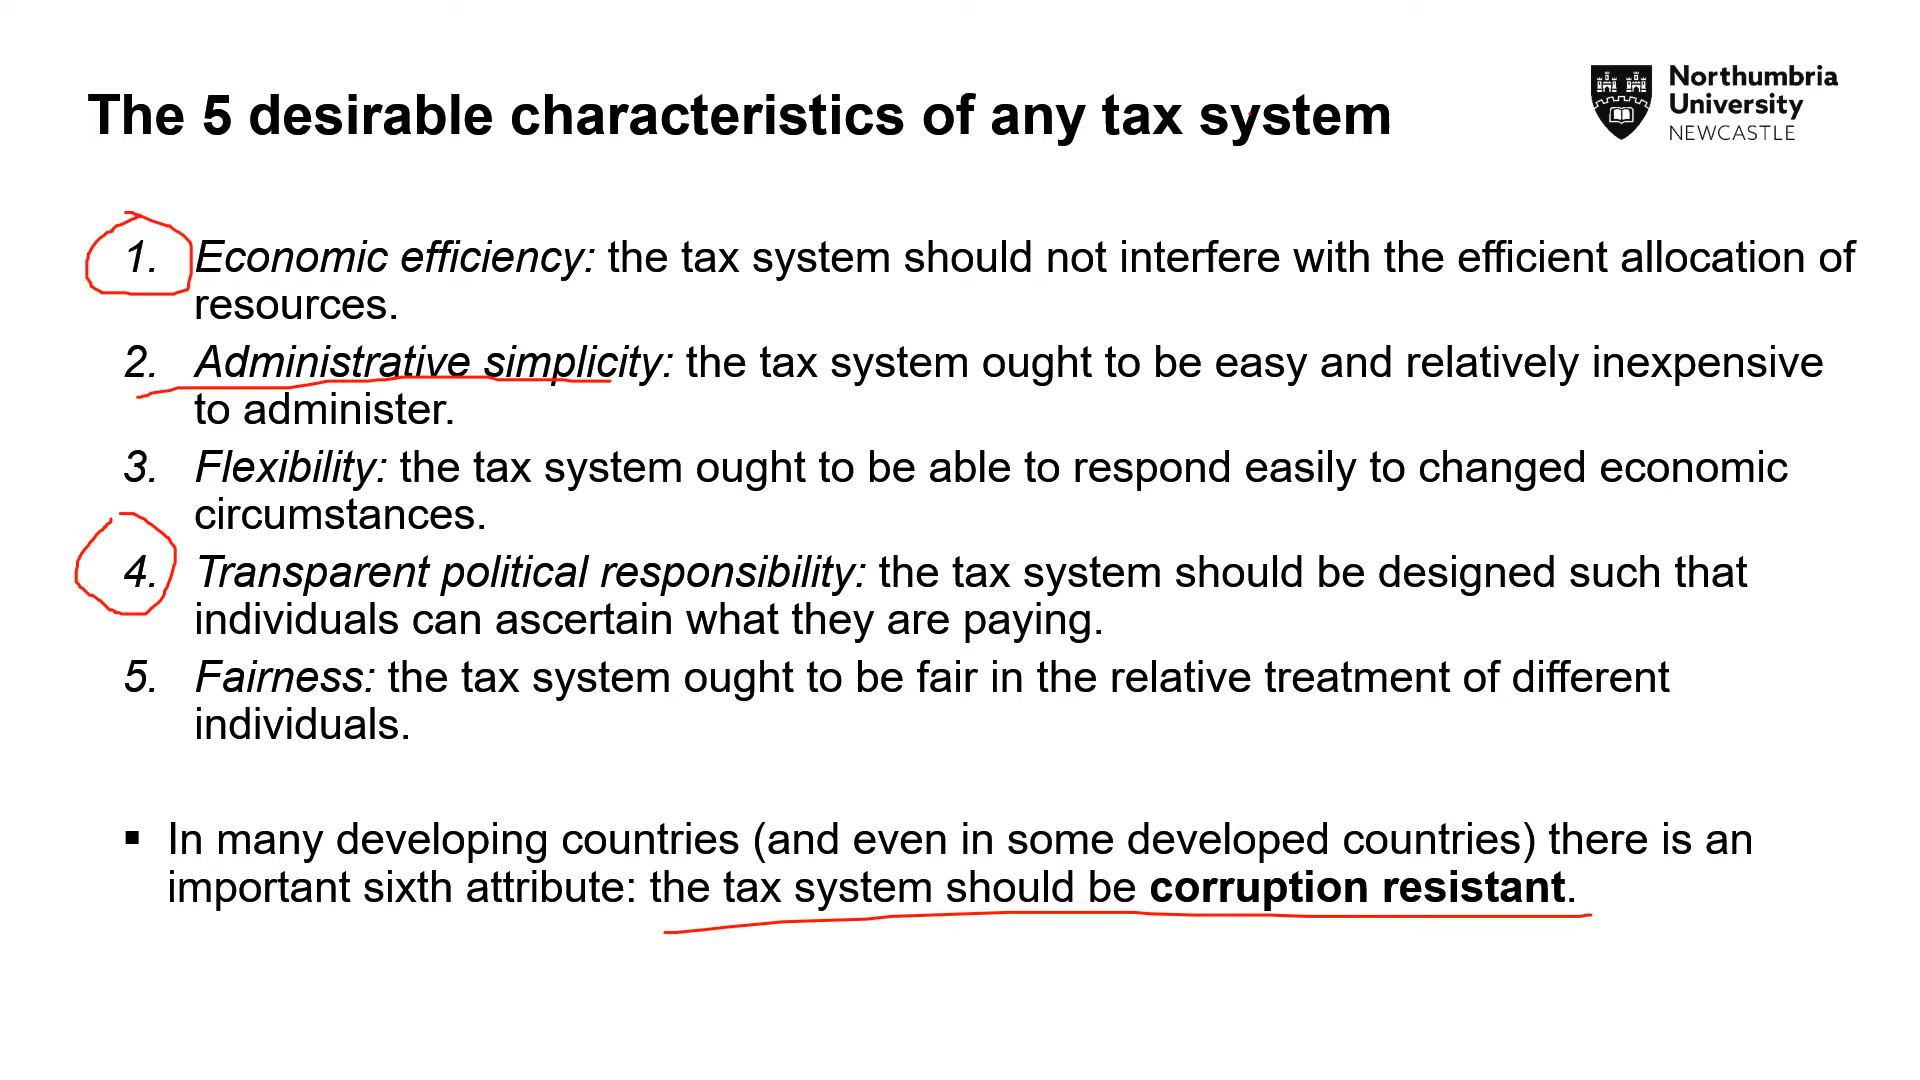 The 5 desirable characteristics of any tax system
Northumbria
University
NEWCASTLE
1. Economic efficiency: the tax system should not interfere with the efficient allocation of
resources.
2. Administrative simplicity: the tax system ought to be easy and relatively inexpensive
to administer.
3. Flexibility: the tax system ought to be able to respond easily to changed economic
circumstances.
4. Transparent political responsibility: the tax system should be designed such that
individuals can ascertain what they are paying.
5. Fairness: the tax system ought to be fair in the relative treatment of different
individuals.
▪ In many developing countries (and even in some developed countries) there is an
important sixth attribute: the tax system should be corruption resistant.